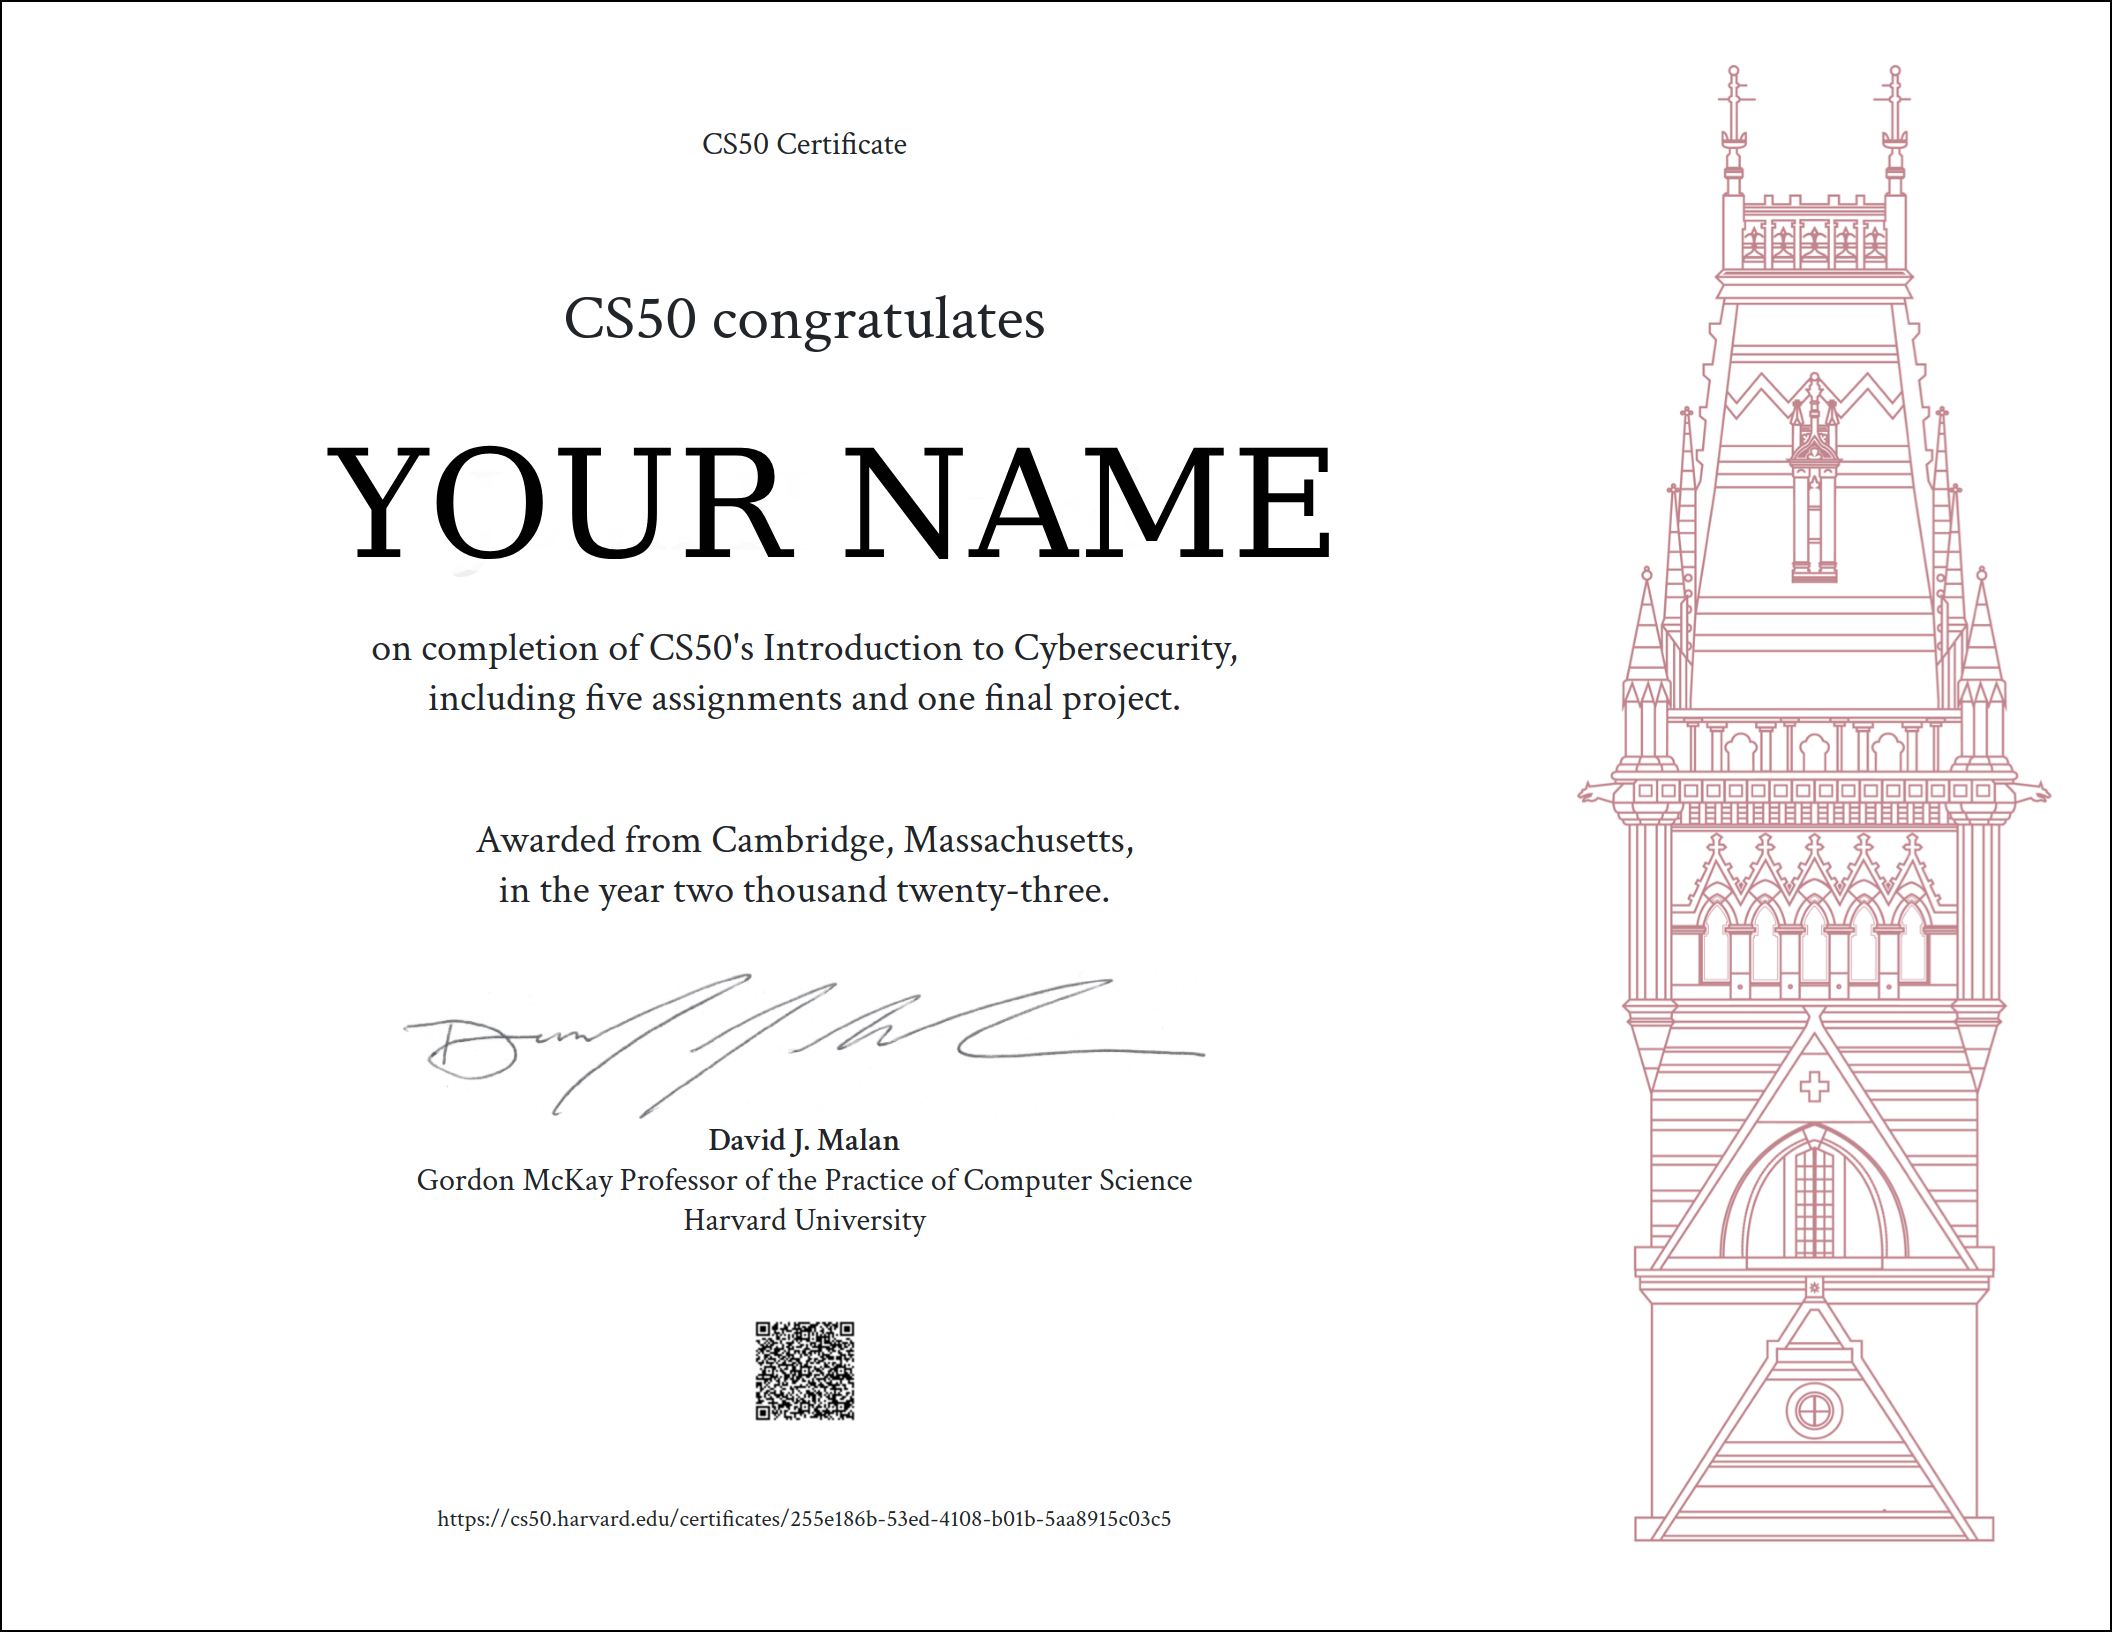 CS50 Certificate
CS50 congratulates
YOUR NAME
on completion of CS50's Introduction to Cybersecurity,
including five assignments and one final project.
Awarded from Cambridge, Massachusetts,
in the year two thousand twenty-three.
David J. Malan
Gordon McKay Professor of the Practice of Computer Science
Harvard University
https://cs50.harvard.edu/certificates/255e186b-53ed-4108-b01b-5aa8915c03c5